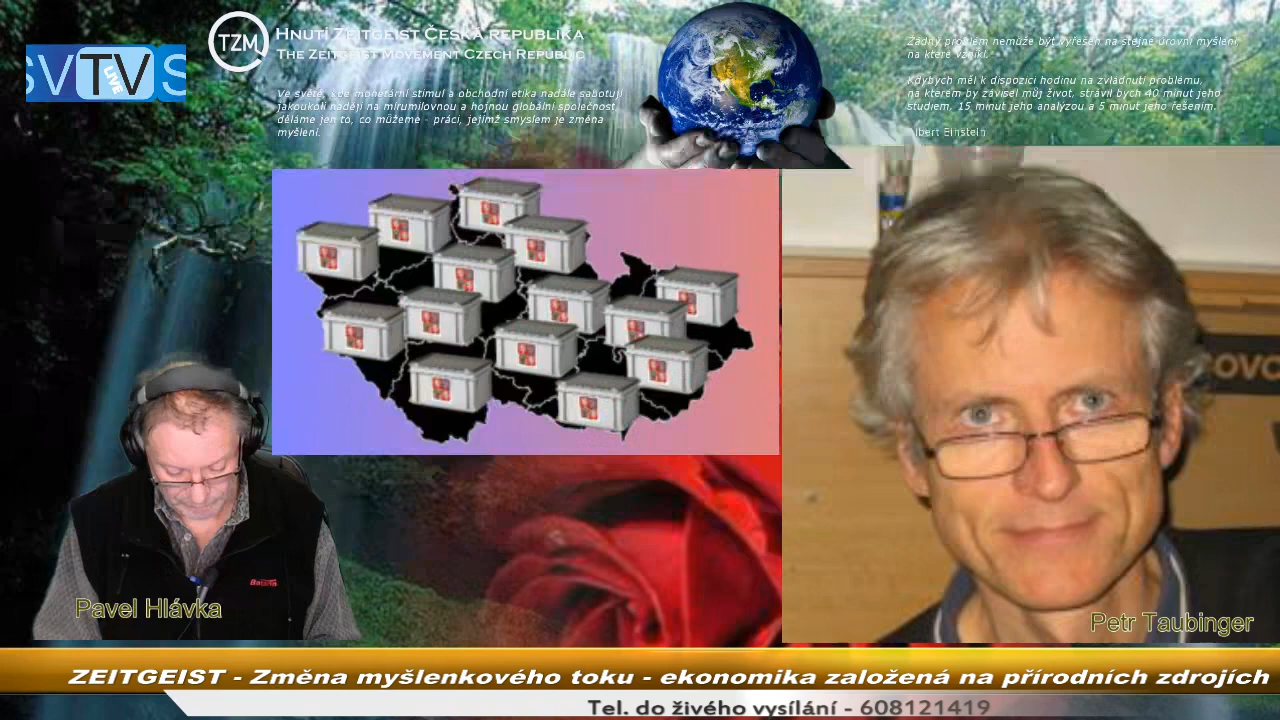 SVTVS
LIVE
TZM
HNUTÍ ZEITGEIST ČESKÁ REPUBLIKA
THE ZEITGEIST MOVEMENT CZECH REPUBLIC
Ve světě, kde monetární stimul a obchodní etika nadále sabotují
jakoukoli naději na mírumilovnou a hojnou globální společnost,
děláme jen to, co můžeme - práci, jejímž smyslem je změna
myšlení.
Žádný problém nemůže být vyřešen na stejné úrovni myšlení,
na které vznikl.
Kdybych měl k dispozici hodinu na zvládnutí problému,
na kterém by závisel můj život, strávil bych 40 minut jeho
studiem, 15 minut jeho analýzou a 5 minut jeho řešením.
Albert Einstein
OVO
Pavel Hlávka
Petr Taubinger
ZEITGEIST - Změna myšlenkového toku - ekonomika založená na přírodních zdrojích
Tel. do živého vysílání - 608121419